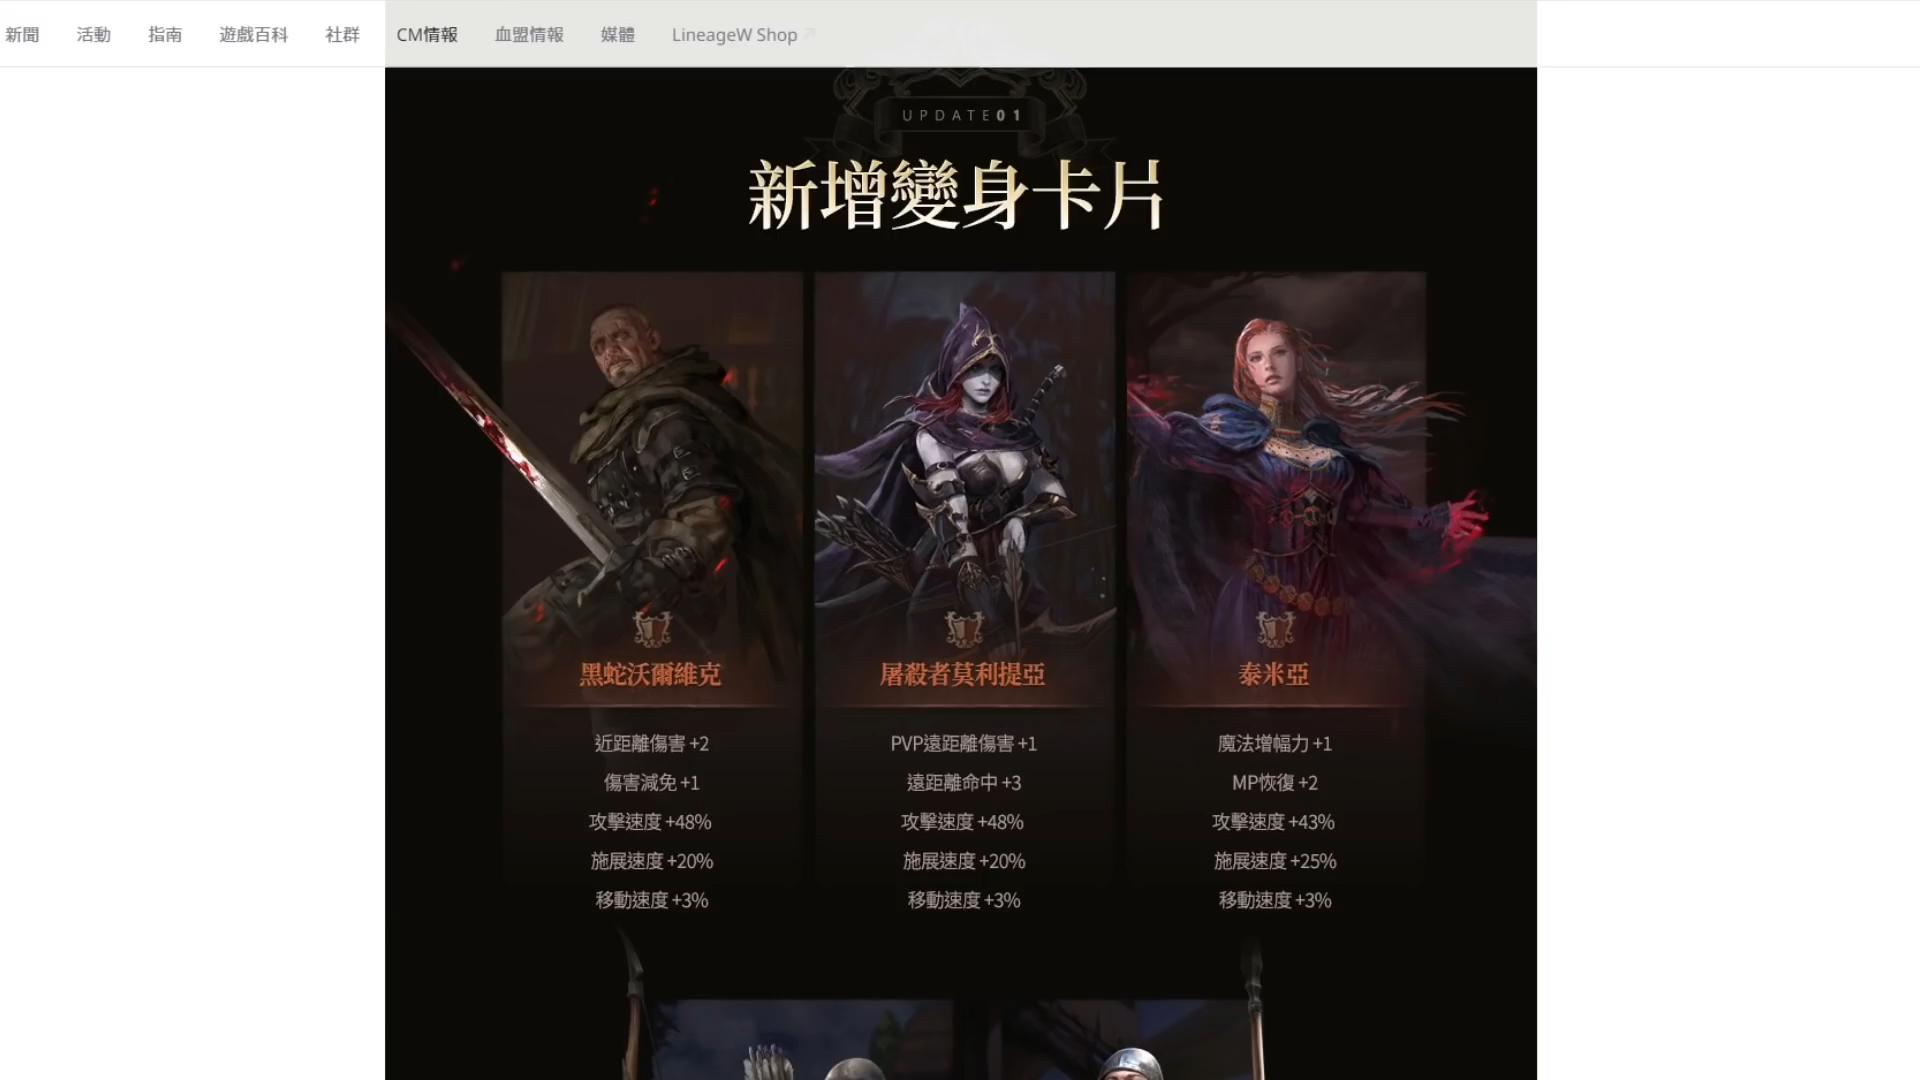 新聞 活動 指南 遊戲百科 社群 CM情報 血盟情報 媒體 LineageW Shop
UPDATE01
新增變身卡片
黑蛇沃爾維克
近距離傷害 +2
傷害減免 +1
攻擊速度 +48%
施展速度 +20%
移動速度 +3%
屠殺者莫利提亞
PVP遠距離傷害 +1
遠距離命中 +3
攻擊速度 +48%
施展速度 +20%
移動速度 +3%
泰米亞
魔法增幅力 +1
MP恢復 +2
攻擊速度 +43%
施展速度 +25%
移動速度 +3%